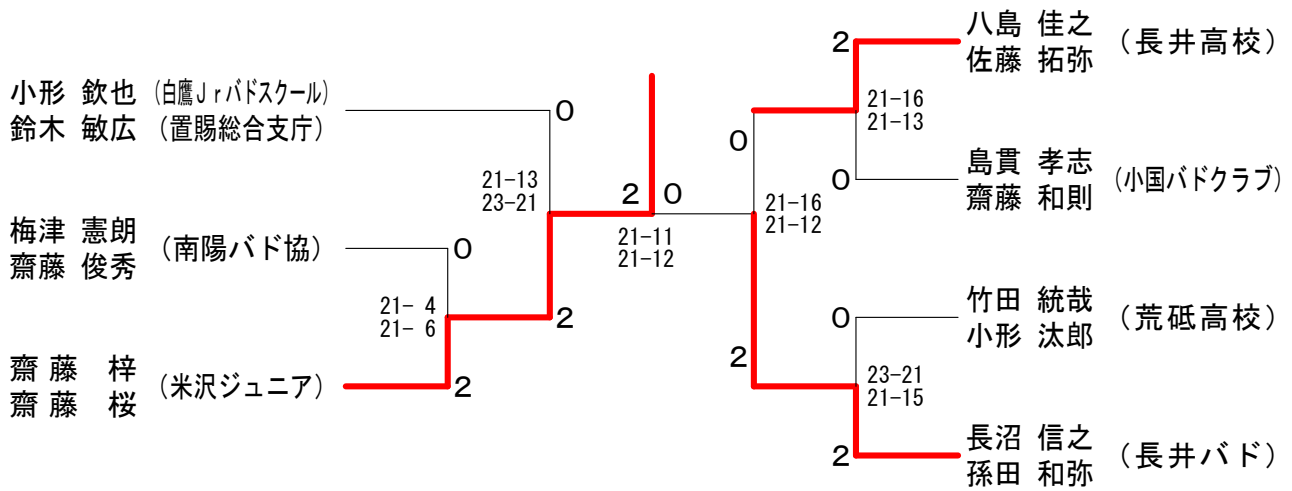 小形 欽也 (白鷹Jrバドスクール)
鈴木 敏広 (置賜総合支庁)
0
21-13
23-21
梅津 憲朗
齋藤 俊秀
(南陽バド協)
0
21- 4
21- 6
2
齋藤 梓
齋藤 桜
(米沢ジュニア)
2
2
0
21-11
21-12
八島 佳之
佐藤 拓弥
(長井高校)
2
21-16
21-13
0
島貫 孝志
齋藤 和則
(小国バドクラブ)
0
21-16
21-12
竹田 統哉
小形 汰郎
(荒砥高校)
0
2
23-21
21-15
長沼 信之
孫田 和弥
(長井バド)
2